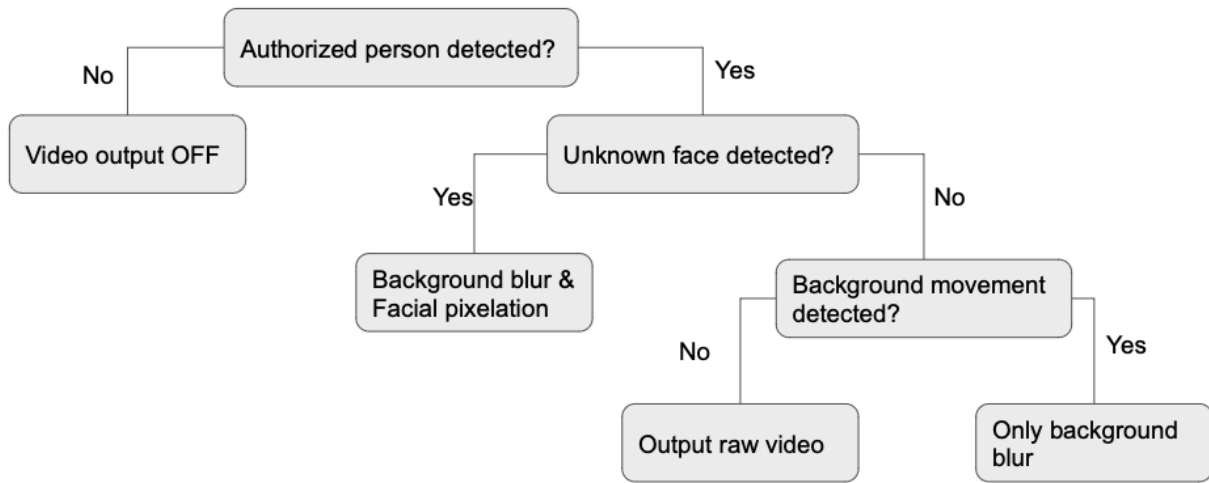 Authorized person detected?
No
Yes
Video output OFF
Unknown face detected?
Yes
No
Background blur &
Facial pixelation
Background movement
detected?
No
Yes
Output raw video
Only background
blur